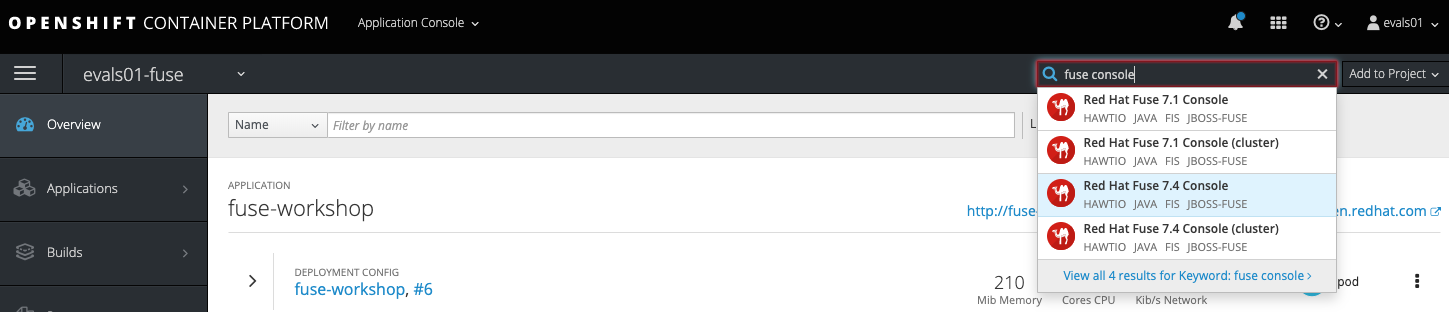 OPENSHIFT CONTAINER PLATFORM Application Console evals01
evals01-fuse fuse console Add to Project
Overview
Name Filter by name
Red Hat Fuse 7.1 Console
HAWTIO JAVA FIS JBOSS-FUSE
Red Hat Fuse 7.1 Console (cluster)
HAWTIO JAVA FIS JBOSS-FUSE
Red Hat Fuse 7.4 Console
HAWTIO JAVA FIS JBOSS-FUSE
Red Hat Fuse 7.4 Console (cluster)
HAWTIO JAVA FIS JBOSS-FUSE
View all 4 results for Keyword: fuse console
Applications
APPLICATION
fuse-workshop
http://fuse en.redhat.com
Builds
DEPLOYMENT CONFIG
fuse-workshop, #6
210
Mib Memory Cores CPU Kib/s Network
pod